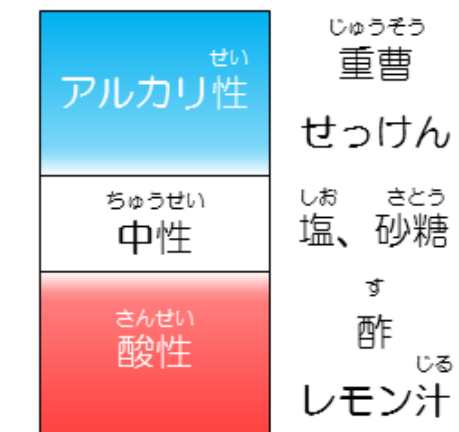 せい
アルカリ性
じゅうそう
重曹
せっけん
ちゅうせい
中性
しお さとう
塩、砂糖
さんせい
酸性
す
酢
じる
レモン汁